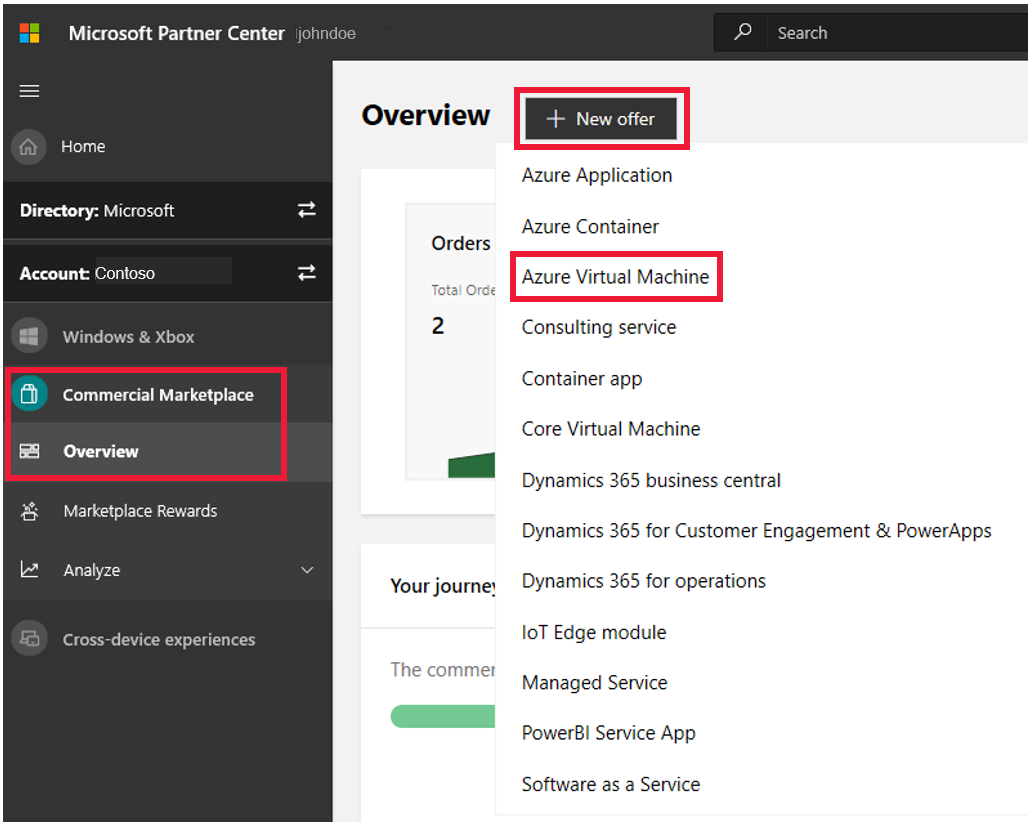 Microsoft Partner Center johndoe
Search
Home
Directory: Microsoft
Account: Contoso
Windows & Xbox
Commercial Marketplace
Overview
Marketplace Rewards
Analyze
Cross-device experiences
Overview
+ New offer
Azure Application
Azure Container
Azure Virtual Machine
Consulting service
Container app
Core Virtual Machine
Dynamics 365 business central
Dynamics 365 for Customer Engagement & PowerApps
Dynamics 365 for operations
IoT Edge module
Managed Service
PowerBI Service App
Software as a Service
Orders
Total Orde
2
Your journey
The commer